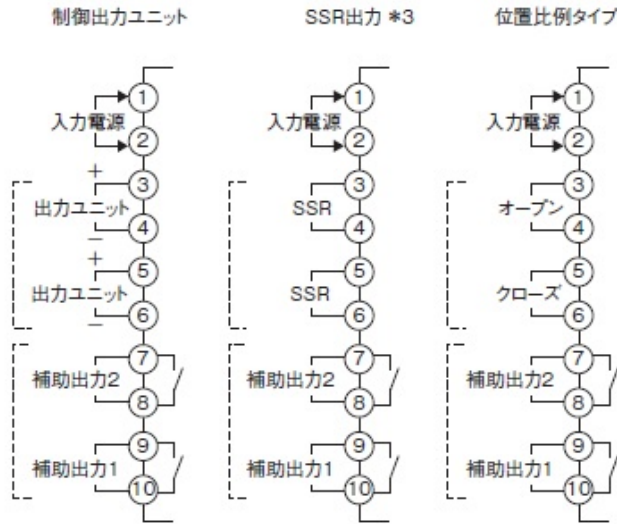 制御出力ユニット
入力電源
1
2
+
3
出力ユニット
4
−
+
5
出力ユニット
6
−
7
補助出力2
8
9
補助出力1
10
SSR出力 *3
入力電源
1
2
3
SSR
4
5
SSR
6
7
補助出力2
8
9
補助出力1
10
位置比例タイプ
入力電源
1
2
3
オープン
4
5
クローズ
6
7
補助出力2
8
9
補助出力1
10